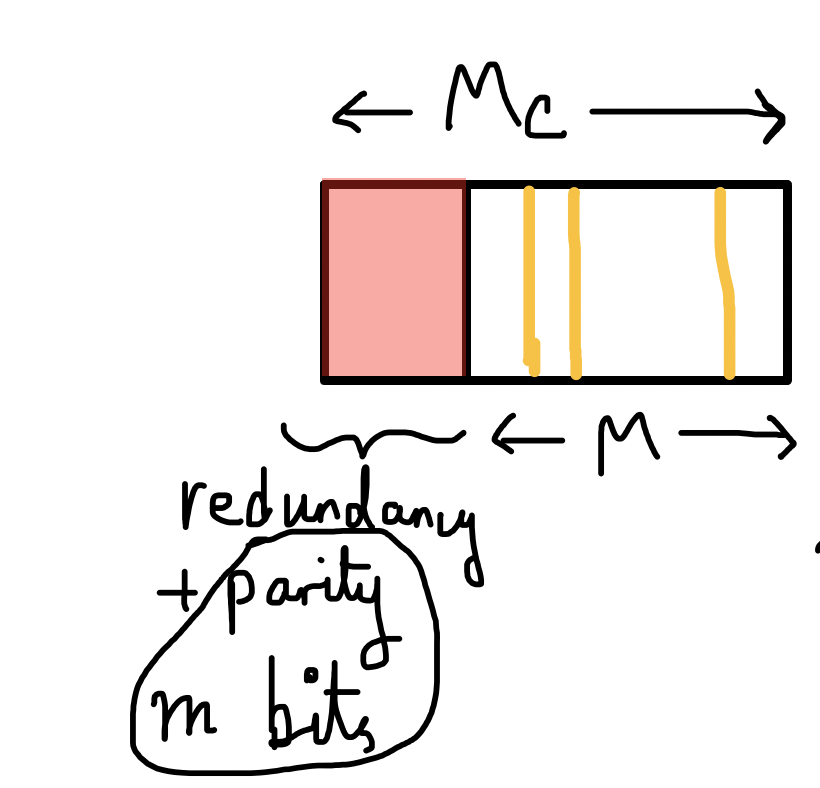 Mc
M
redundancy
+ parity
m bits